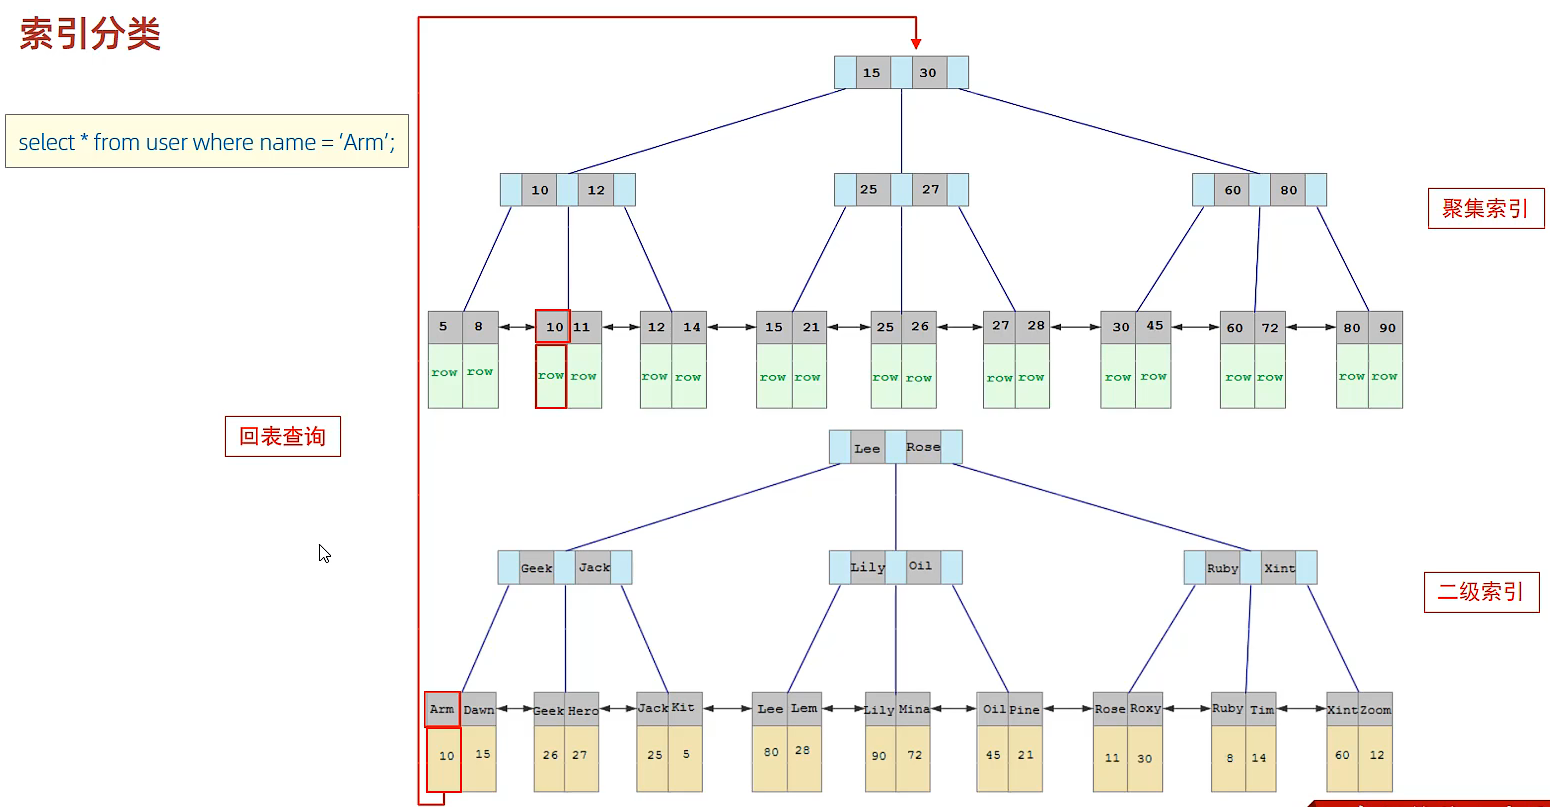 索引分类
select * from user where name = ‘Arm’;
15 30
10 12
25 27
60 80
聚集索引
5 8 10 11 12 14 15 21 25 26 27 28 30 45 60 72 80 90
row row row row row row row row row row row row row row row row row row
回表查询
Lee Rose
Geek Jack
Lily Oil
Ruby Xint
二级索引
Arm Dawn Geek Hero Jack Kit Lee Lem Lily Mina Oil Pine Rose Roxy Ruby Tim Xint Zoom
10 15 26 27 25 5 80 28 90 72 45 21 11 30 8 14 60 12